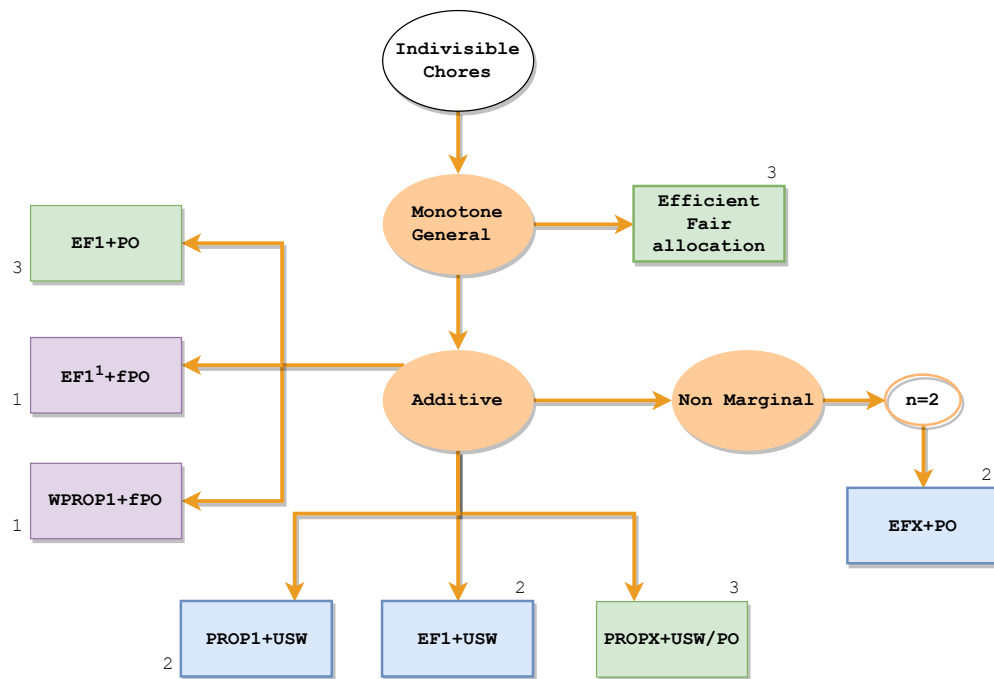 Indivisible
Chores
3
Monotone
General
Efficient
Fair
allocation
EF1+PO
3
EF1¹+fPO
1
Additive
Non Marginal
n=2
WPROP1+fPO
1
2
EFX+PO
2
3
PROP1+USW
EF1+USW
PROPX+USW/PO
2